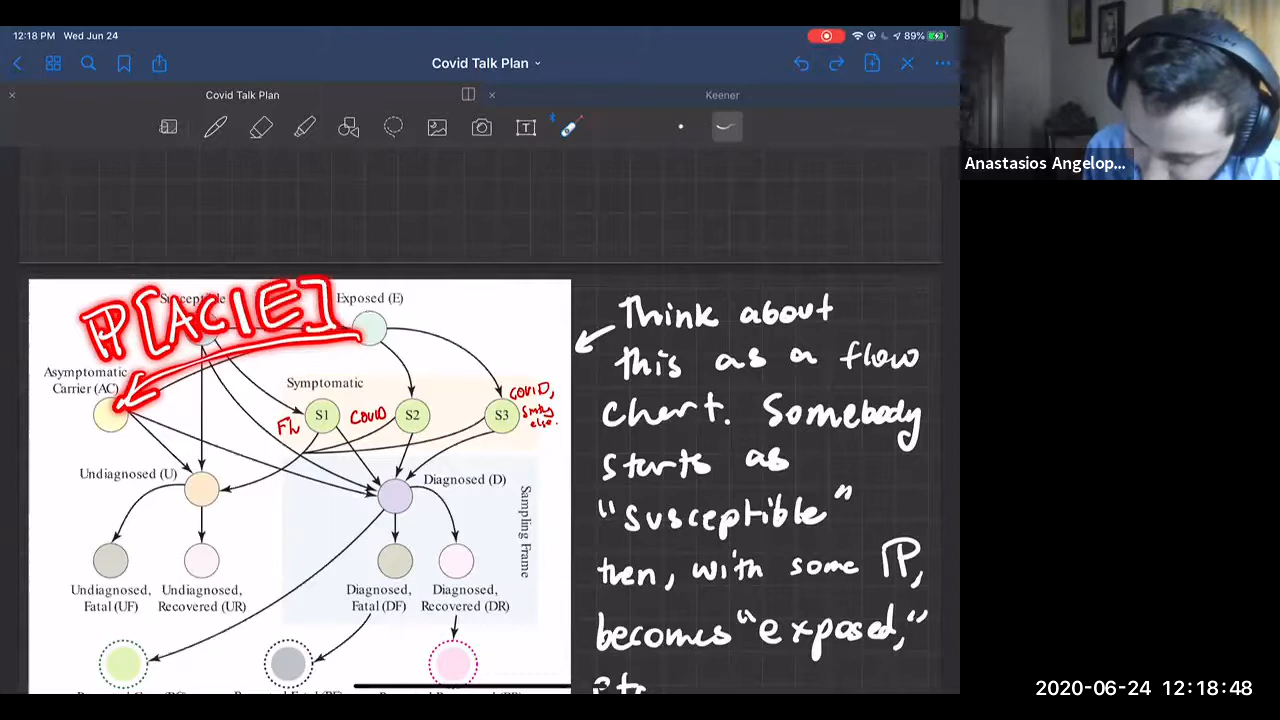 12:18 PM Wed Jun 24
89%
Covid Talk Plan
Anastasios Angelop...
Covid Talk Plan
Keener
T
P[AC|E]
Exposed (E)
Asymptomatic
Carrier (AC)
Symptomatic
S1
S2
S3
COVID
COVID,
else.
Undiagnosed (U)
Diagnosed (D)
Sampling Frame
Undiagnosed,
Fatal (UF)
Undiagnosed,
Recovered (UR)
Diagnosed,
Fatal (DF)
Diagnosed,
Recovered (DR)
Think about
this as a flow
chart. Somebody
starts as
"susceptible"
then, with some P,
becomes "exposed,"
etc
2020-06-24 12:18:48